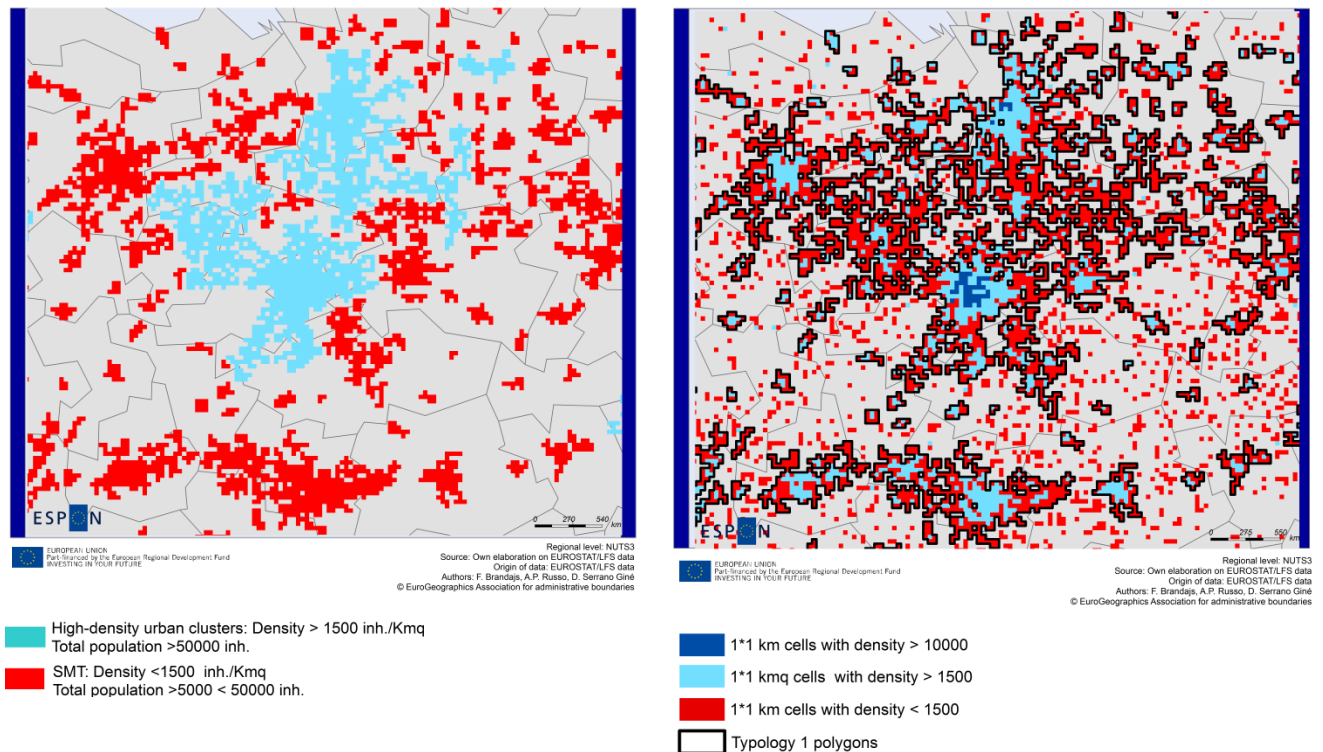 ESPON
0 270 540 km
EUROPEAN UNION
Part-financed by the European Regional Development Fund
INVESTING IN YOUR FUTURE
Regional level: NUTS3
Source: Own elaboration on EUROSTAT/LFS data
Origin of data: EUROSTAT/LFS data
Authors: F. Brandajs, A.P. Russo, D. Serrano Giné
© EuroGeographics Association for administrative boundaries
High-density urban clusters: Density > 1500 inh./Kmq
Total population >50000 inh.
SMT: Density <1500 inh./Kmq
Total population >5000 < 50000 inh.
ESPON
0 275 550 km
EUROPEAN UNION
Part-financed by the European Regional Development Fund
INVESTING IN YOUR FUTURE
Regional level: NUTS3
Source: Own elaboration on EUROSTAT/LFS data
Origin of data: EUROSTAT/LFS data
Authors: F. Brandajs, A.P. Russo, D. Serrano Giné
© EuroGeographics Association for administrative boundaries
1*1 km cells with density > 10000
1*1 kmq cells with density > 1500
1*1 km cells with density < 1500
Typology 1 polygons